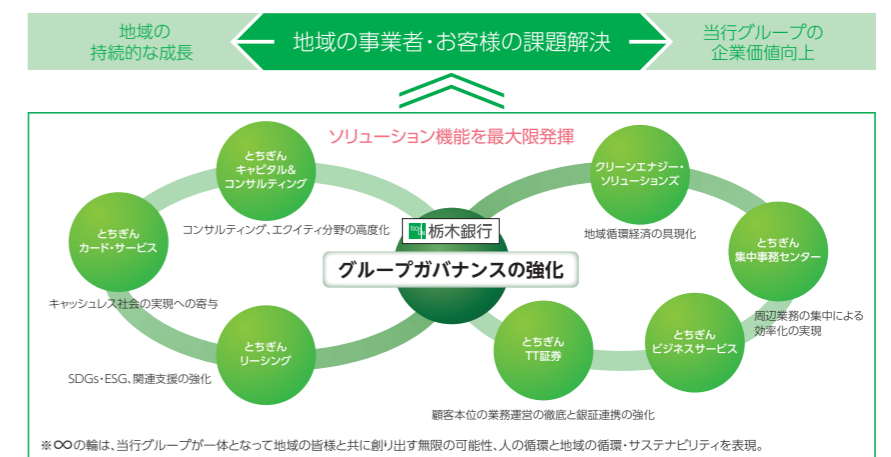 地域の
持続的な成長
地域の事業者・お客様の課題解決
当行グループの
企業価値向上
ソリューション機能を最大限発揮
とちぎん
キャピタル&
コンサルティング
コンサルティング、エクイティ分野の高度化
とちぎん
カード・サービス
キャッシュレス社会の実現への寄与
とちぎん
リーシング
SDGs・ESG、関連支援の強化
栃木銀行
グループガバナンスの強化
クリーンエナジー・
ソリューションズ
地域循環経済の具現化
とちぎん
集中事務センター
周辺業務の集中による
効率化の実現
とちぎん
ビジネスサービス
とちぎん
TT証券
顧客本位の業務運営の徹底と銀証連携の強化
※∞の輪は、当行グループが一体となって地域の皆様と共に創り出す無限の可能性、人の循環と地域の循環・サステナビリティを表現。